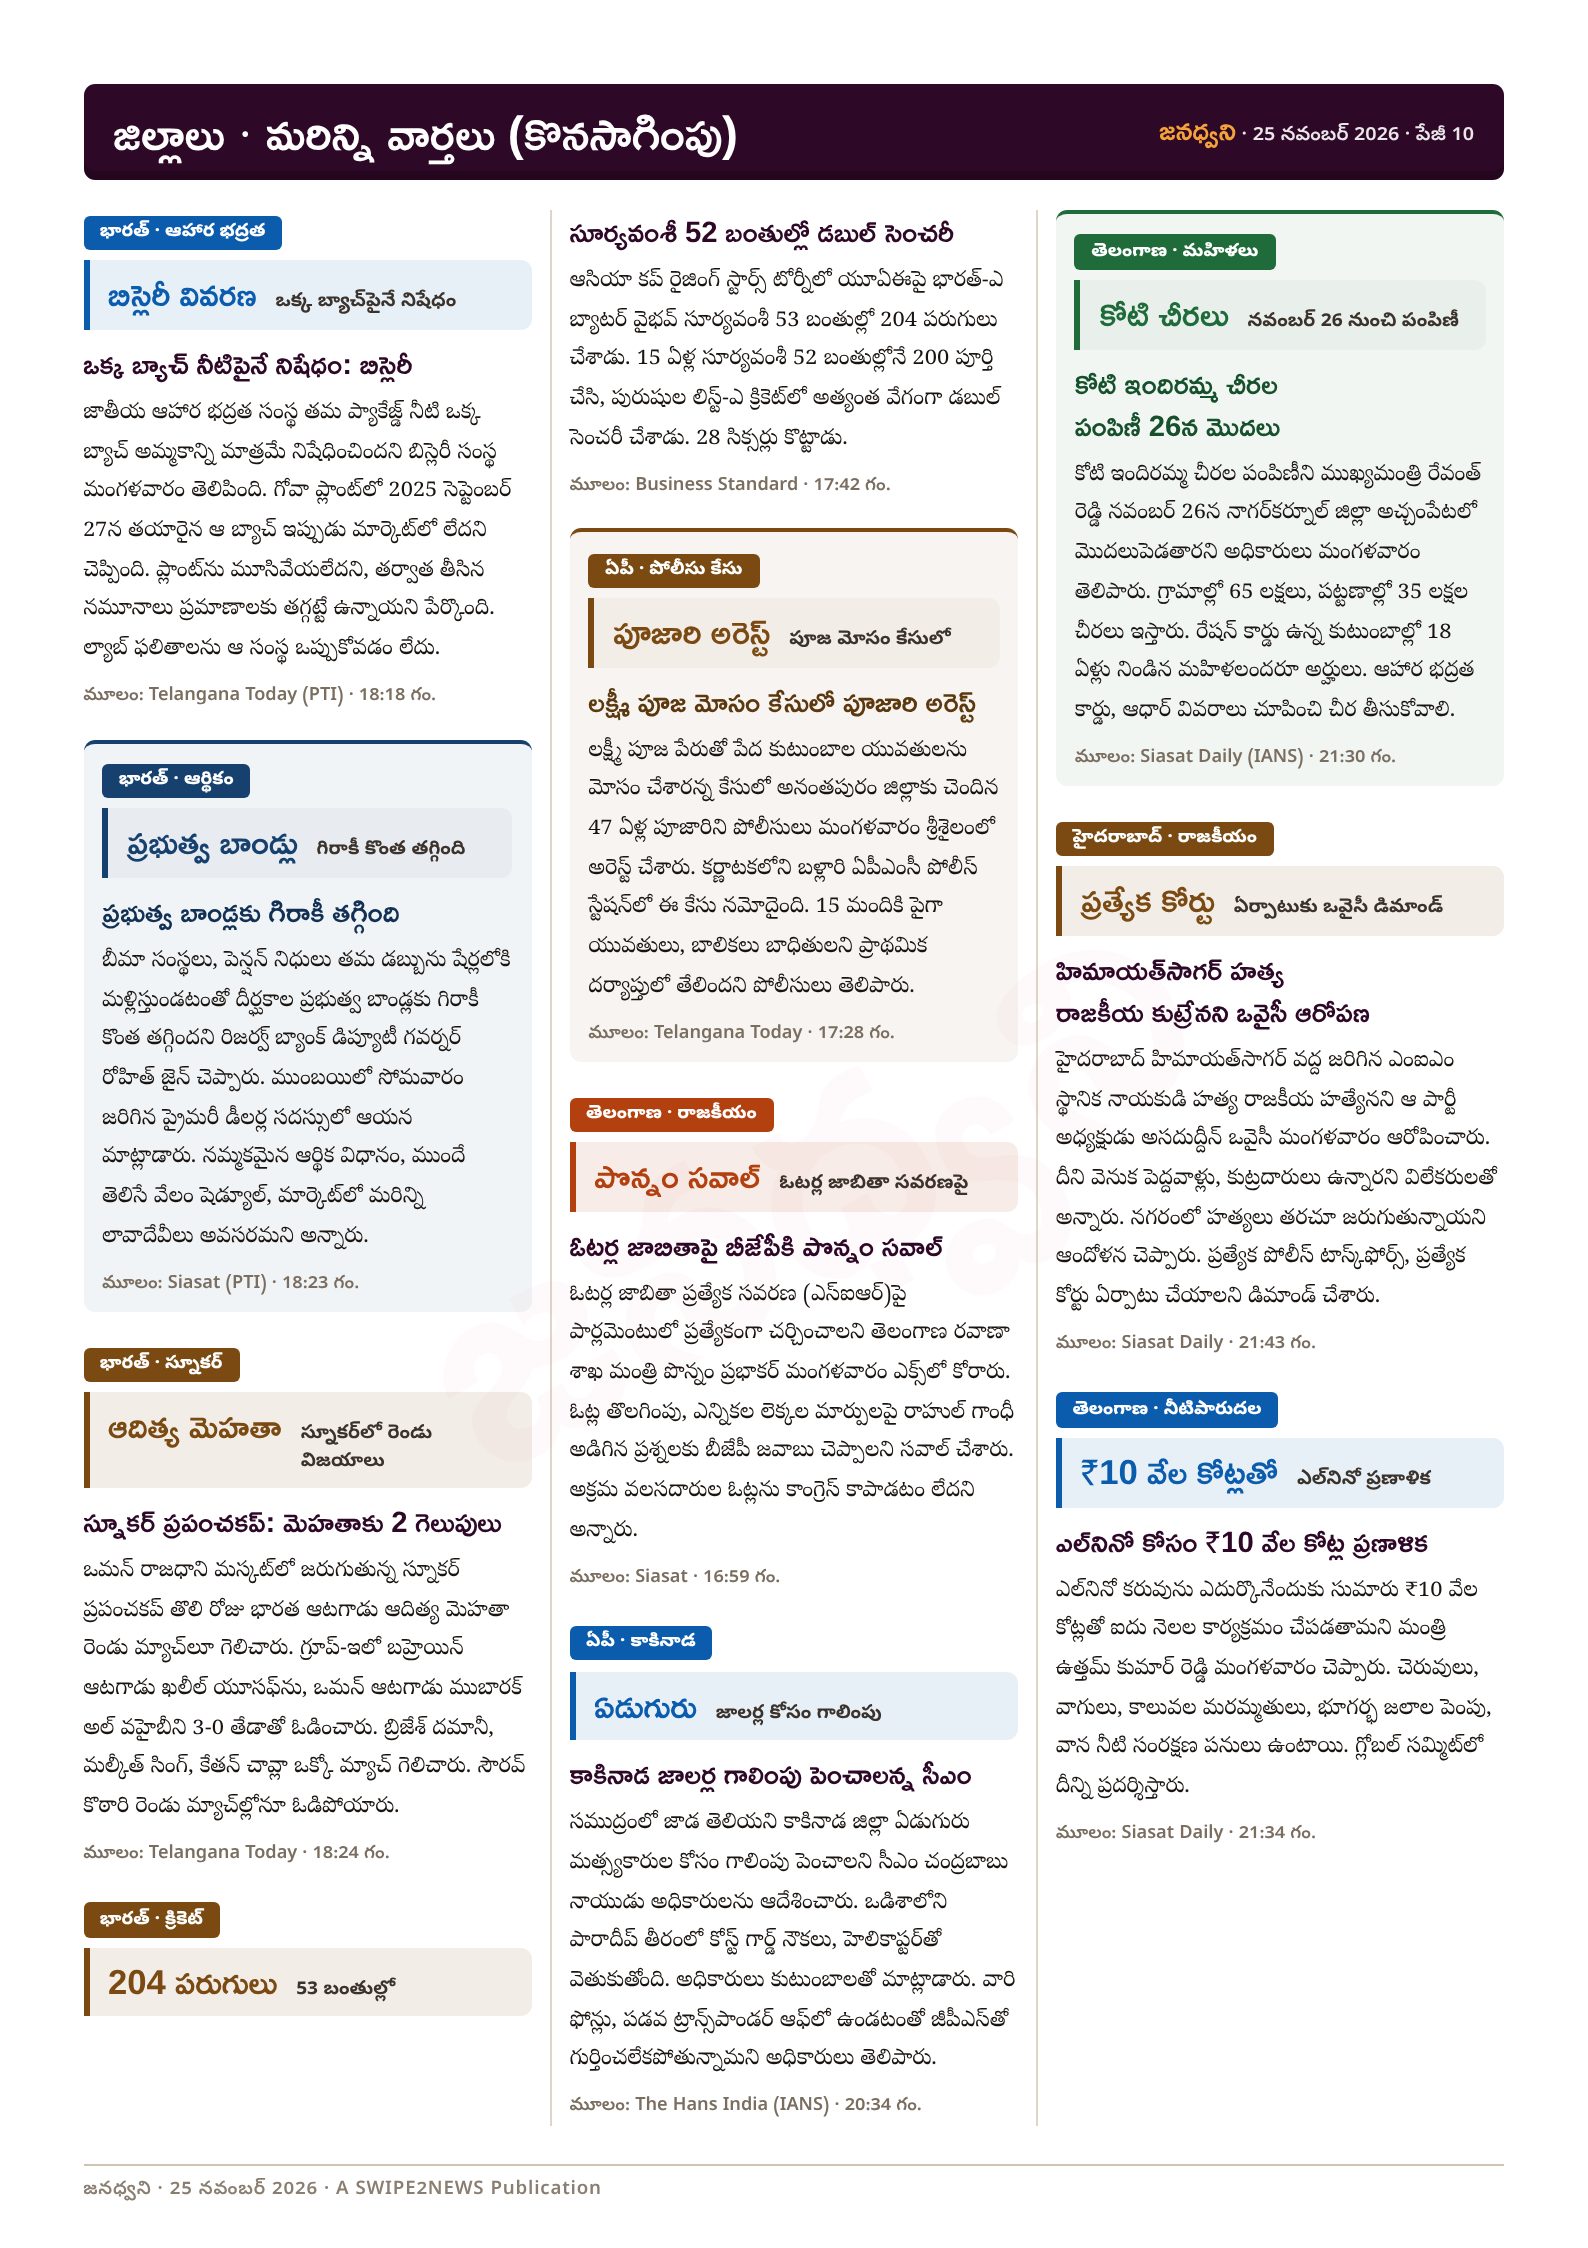 జిల్లాలు · మరిన్ని వార్తలు (కొనసాగింపు)
జనధ్వని · 25 నవంబర్ 2026 · పేజీ 10
భారత్ · ఆహార భద్రత
బిస్లెరీ వివరణ ఒక్క బ్యాచ్‌పైనే నిషేధం
ఒక్క బ్యాచ్ నీటిపైనే నిషేధం: బిస్లెరీ
జాతీయ ఆహార భద్రత సంస్థ తమ ప్యాకేజ్డ్ నీటి ఒక్క
బ్యాచ్ అమ్మకాన్ని మాత్రమే నిషేధించిందని బిస్లెరీ సంస్థ
మంగళవారం తెలిపింది. గోవా ప్లాంట్‌లో 2025 సెప్టెంబర్
27న తయారైన ఆ బ్యాచ్ ఇప్పుడు మార్కెట్‌లో లేదని
చెప్పింది. ప్లాంట్‌ను మూసివేయలేదని, తర్వాత తీసిన
నమూనాలు ప్రమాణాలకు తగ్గట్టే ఉన్నాయని పేర్కొంది.
ల్యాబ్ ఫలితాలను ఆ సంస్థ ఒప్పుకోవడం లేదు.
మూలం: Telangana Today (PTI) · 18:18 గం.
భారత్ · ఆర్థికం
ప్రభుత్వ బాండ్లు గిరాకీ కొంత తగ్గింది
ప్రభుత్వ బాండ్లకు గిరాకీ తగ్గింది
బీమా సంస్థలు, పెన్షన్ నిధులు తమ డబ్బును షేర్లలోకి
మళ్లిస్తుండటంతో దీర్ఘకాల ప్రభుత్వ బాండ్లకు గిరాకీ
కొంత తగ్గిందని రిజర్వ్ బ్యాంక్ డిప్యూటీ గవర్నర్
రోహిత్ జైన్ చెప్పారు. ముంబయిలో సోమవారం
జరిగిన ప్రైమరీ డీలర్ల సదస్సులో ఆయన
మాట్లాడారు. నమ్మకమైన ఆర్థిక విధానం, ముందే
తెలిసే వేలం షెడ్యూల్, మార్కెట్‌లో మరిన్ని
లావాదేవీలు అవసరమని అన్నారు.
మూలం: Siasat (PTI) · 18:23 గం.
భారత్ · స్నూకర్
ఆదిత్య మెహతా స్నూకర్‌లో రెండు
విజయాలు
స్నూకర్ ప్రపంచకప్: మెహతాకు 2 గెలుపులు
ఒమన్ రాజధాని మస్కట్‌లో జరుగుతున్న స్నూకర్
ప్రపంచకప్ తొలి రోజు భారత ఆటగాడు ఆదిత్య మెహతా
రెండు మ్యాచ్‌లూ గెలిచారు. గ్రూప్-ఇలో బహ్రెయిన్
ఆటగాడు ఖలీల్ యూసఫ్‌ను, ఒమన్ ఆటగాడు ముబారక్
అల్ వహైబీని 3-0 తేడాతో ఓడించారు. బ్రిజేశ్ దమానీ,
మల్కీత్ సింగ్, కేతన్ చావ్లా ఒక్కో మ్యాచ్ గెలిచారు. సౌరవ్
కొఠారి రెండు మ్యాచ్‌ల్లోనూ ఓడిపోయారు.
మూలం: Telangana Today · 18:24 గం.
భారత్ · క్రికెట్
204 పరుగులు 53 బంతుల్లో
సూర్యవంశీ 52 బంతుల్లో డబుల్ సెంచరీ
ఆసియా కప్ రైజింగ్ స్టార్స్ టోర్నీలో యూఏఈపై భారత్-ఎ
బ్యాటర్ వైభవ్ సూర్యవంశీ 53 బంతుల్లో 204 పరుగులు
చేశాడు. 15 ఏళ్ల సూర్యవంశీ 52 బంతుల్లోనే 200 పూర్తి
చేసి, పురుషుల లిస్ట్-ఎ క్రికెట్‌లో అత్యంత వేగంగా డబుల్
సెంచరీ చేశాడు. 28 సిక్సర్లు కొట్టాడు.
మూలం: Business Standard · 17:42 గం.
ఏపీ · పోలీసు కేసు
పూజారి అరెస్ట్ పూజ మోసం కేసులో
లక్ష్మీ పూజ మోసం కేసులో పూజారి అరెస్ట్
లక్ష్మీ పూజ పేరుతో పేద కుటుంబాల యువతులను
మోసం చేశారన్న కేసులో అనంతపురం జిల్లాకు చెందిన
47 ఏళ్ల పూజారిని పోలీసులు మంగళవారం శ్రీశైలంలో
అరెస్ట్ చేశారు. కర్ణాటకలోని బళ్లారి ఏపీఎంసీ పోలీస్
స్టేషన్‌లో ఈ కేసు నమోదైంది. 15 మందికి పైగా
యువతులు, బాలికలు బాధితులని ప్రాథమిక
దర్యాప్తులో తేలిందని పోలీసులు తెలిపారు.
మూలం: Telangana Today · 17:28 గం.
తెలంగాణ · రాజకీయం
పొన్నం సవాల్ ఓటర్ల జాబితా సవరణపై
ఓటర్ల జాబితాపై బీజేపీకి పొన్నం సవాల్
ఓటర్ల జాబితా ప్రత్యేక సవరణ (ఎస్ఐఆర్)పై
పార్లమెంటులో ప్రత్యేకంగా చర్చించాలని తెలంగాణ రవాణా
శాఖ మంత్రి పొన్నం ప్రభాకర్ మంగళవారం ఎక్స్‌లో కోరారు.
ఓట్ల తొలగింపు, ఎన్నికల లెక్కల మార్పులపై రాహుల్ గాంధీ
అడిగిన ప్రశ్నలకు బీజేపీ జవాబు చెప్పాలని సవాల్ చేశారు.
అక్రమ వలసదారుల ఓట్లను కాంగ్రెస్ కాపాడటం లేదని
అన్నారు.
మూలం: Siasat · 16:59 గం.
ఏపీ · కాకినాడ
ఏడుగురు జాలర్ల కోసం గాలింపు
కాకినాడ జాలర్ల గాలింపు పెంచాలన్న సీఎం
సముద్రంలో జాడ తెలియని కాకినాడ జిల్లా ఏడుగురు
మత్స్యకారుల కోసం గాలింపు పెంచాలని సీఎం చంద్రబాబు
నాయుడు అధికారులను ఆదేశించారు. ఒడిశాలోని
పారాదీప్ తీరంలో కోస్ట్ గార్డ్ నౌకలు, హెలికాప్టర్‌తో
వెతుకుతోంది. అధికారులు కుటుంబాలతో మాట్లాడారు. వారి
ఫోన్లు, పడవ ట్రాన్స్‌పాండర్ ఆఫ్‌లో ఉండటంతో జీపీఎస్‌తో
గుర్తించలేకపోతున్నామని అధికారులు తెలిపారు.
మూలం: The Hans India (IANS) · 20:34 గం.
తెలంగాణ · మహిళలు
కోటి చీరలు నవంబర్ 26 నుంచి పంపిణీ
కోటి ఇందిరమ్మ చీరల
పంపిణీ 26న మొదలు
కోటి ఇందిరమ్మ చీరల పంపిణీని ముఖ్యమంత్రి రేవంత్
రెడ్డి నవంబర్ 26న నాగర్‌కర్నూల్ జిల్లా అచ్చంపేటలో
మొదలుపెడతారని అధికారులు మంగళవారం
తెలిపారు. గ్రామాల్లో 65 లక్షలు, పట్టణాల్లో 35 లక్షల
చీరలు ఇస్తారు. రేషన్ కార్డు ఉన్న కుటుంబాల్లో 18
ఏళ్లు నిండిన మహిళలందరూ అర్హులు. ఆహార భద్రత
కార్డు, ఆధార్ వివరాలు చూపించి చీర తీసుకోవాలి.
మూలం: Siasat Daily (IANS) · 21:30 గం.
హైదరాబాద్ · రాజకీయం
ప్రత్యేక కోర్టు ఏర్పాటుకు ఒవైసీ డిమాండ్
హిమాయత్‌సాగర్ హత్య
రాజకీయ కుట్రేనని ఒవైసీ ఆరోపణ
హైదరాబాద్ హిమాయత్‌సాగర్ వద్ద జరిగిన ఎంఐఎం
స్థానిక నాయకుడి హత్య రాజకీయ హత్యేనని ఆ పార్టీ
అధ్యక్షుడు అసదుద్దీన్ ఒవైసీ మంగళవారం ఆరోపించారు.
దీని వెనుక పెద్దవాళ్లు, కుట్రదారులు ఉన్నారని విలేకరులతో
అన్నారు. నగరంలో హత్యలు తరచూ జరుగుతున్నాయని
ఆందోళన చెప్పారు. ప్రత్యేక పోలీస్ టాస్క్‌ఫోర్స్, ప్రత్యేక
కోర్టు ఏర్పాటు చేయాలని డిమాండ్ చేశారు.
మూలం: Siasat Daily · 21:43 గం.
తెలంగాణ · నీటిపారుదల
₹10 వేల కోట్లతో ఎల్‌నినో ప్రణాళిక
ఎల్‌నినో కోసం ₹10 వేల కోట్ల ప్రణాళిక
ఎల్‌నినో కరువును ఎదుర్కొనేందుకు సుమారు ₹10 వేల
కోట్లతో ఐదు నెలల కార్యక్రమం చేపడతామని మంత్రి
ఉత్తమ్ కుమార్ రెడ్డి మంగళవారం చెప్పారు. చెరువులు,
వాగులు, కాలువల మరమ్మతులు, భూగర్భ జలాల పెంపు,
వాన నీటి సంరక్షణ పనులు ఉంటాయి. గ్లోబల్ సమ్మిట్‌లో
దీన్ని ప్రదర్శిస్తారు.
మూలం: Siasat Daily · 21:34 గం.
జనధ్వని · 25 నవంబర్ 2026 · A SWIPE2NEWS Publication